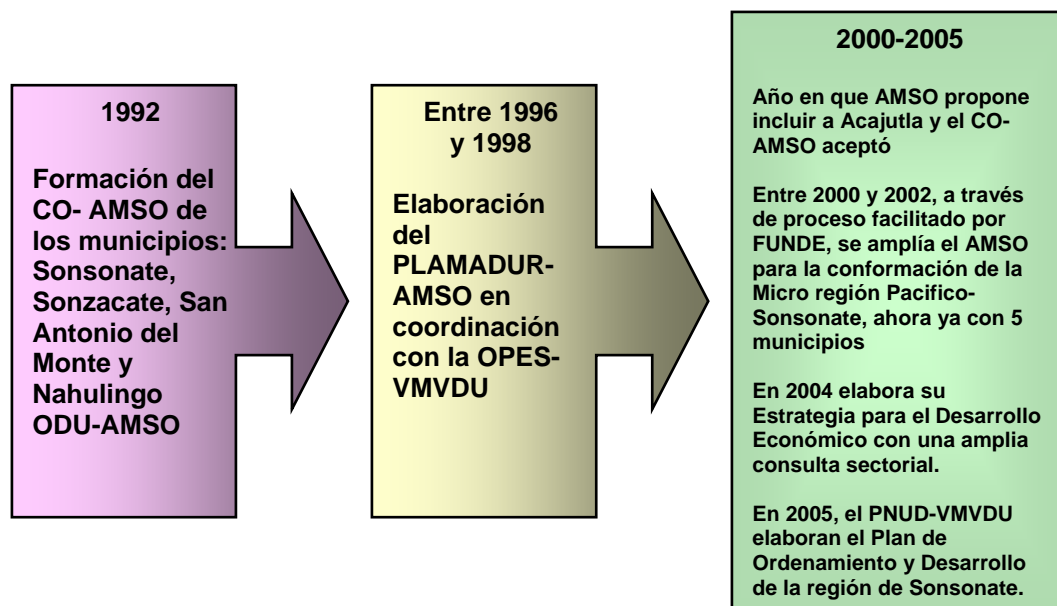 1992
Formación del
CO- AMSO de
los municipios:
Sonsonate,
Sonzacate, San
Antonio del
Monte y
Nahulingo
ODU-AMSO
Entre 1996
y 1998
Elaboración
del
PLAMADUR-
AMSO en
coordinación
con la OPES-
VMVDU
2000-2005
Año en que AMSO propone
incluir a Acajutla y el CO-
AMSO aceptó
Entre 2000 y 2002, a través
de proceso facilitado por
FUNDE, se amplía el AMSO
para la conformación de la
Micro región Pacifico-
Sonsonate, ahora ya con 5
municipios
En 2004 elabora su
Estrategia para el Desarrollo
Económico con una amplia
consulta sectorial.
En 2005, el PNUD-VMVDU
elaboran el Plan de
Ordenamiento y Desarrollo
de la región de Sonsonate.